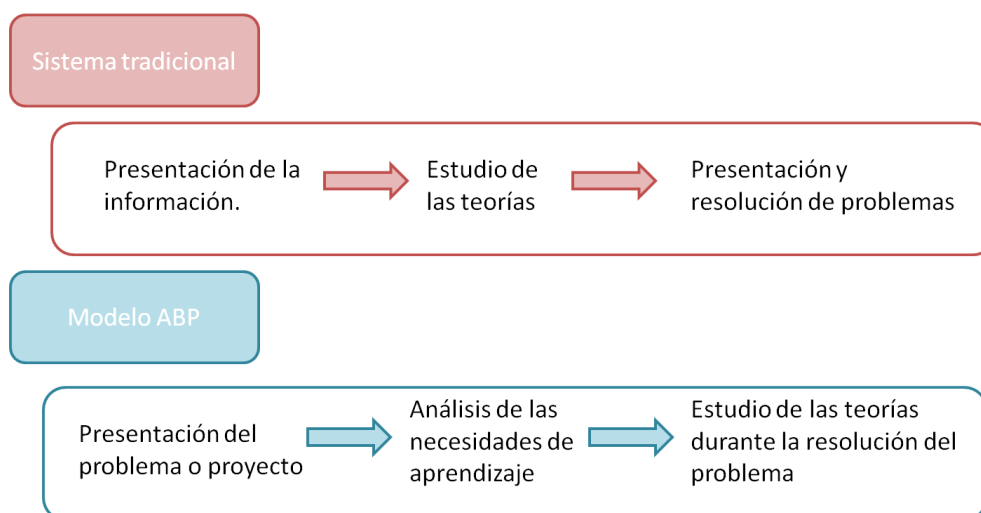 Sistema tradicional
Presentación de la
información.
Estudio de
las teorías
Presentación y
resolución de problemas
Modelo ABP
Presentación del
problema o proyecto
Análisis de las
necesidades de
aprendizaje
Estudio de las teorías
durante la resolución del
problema